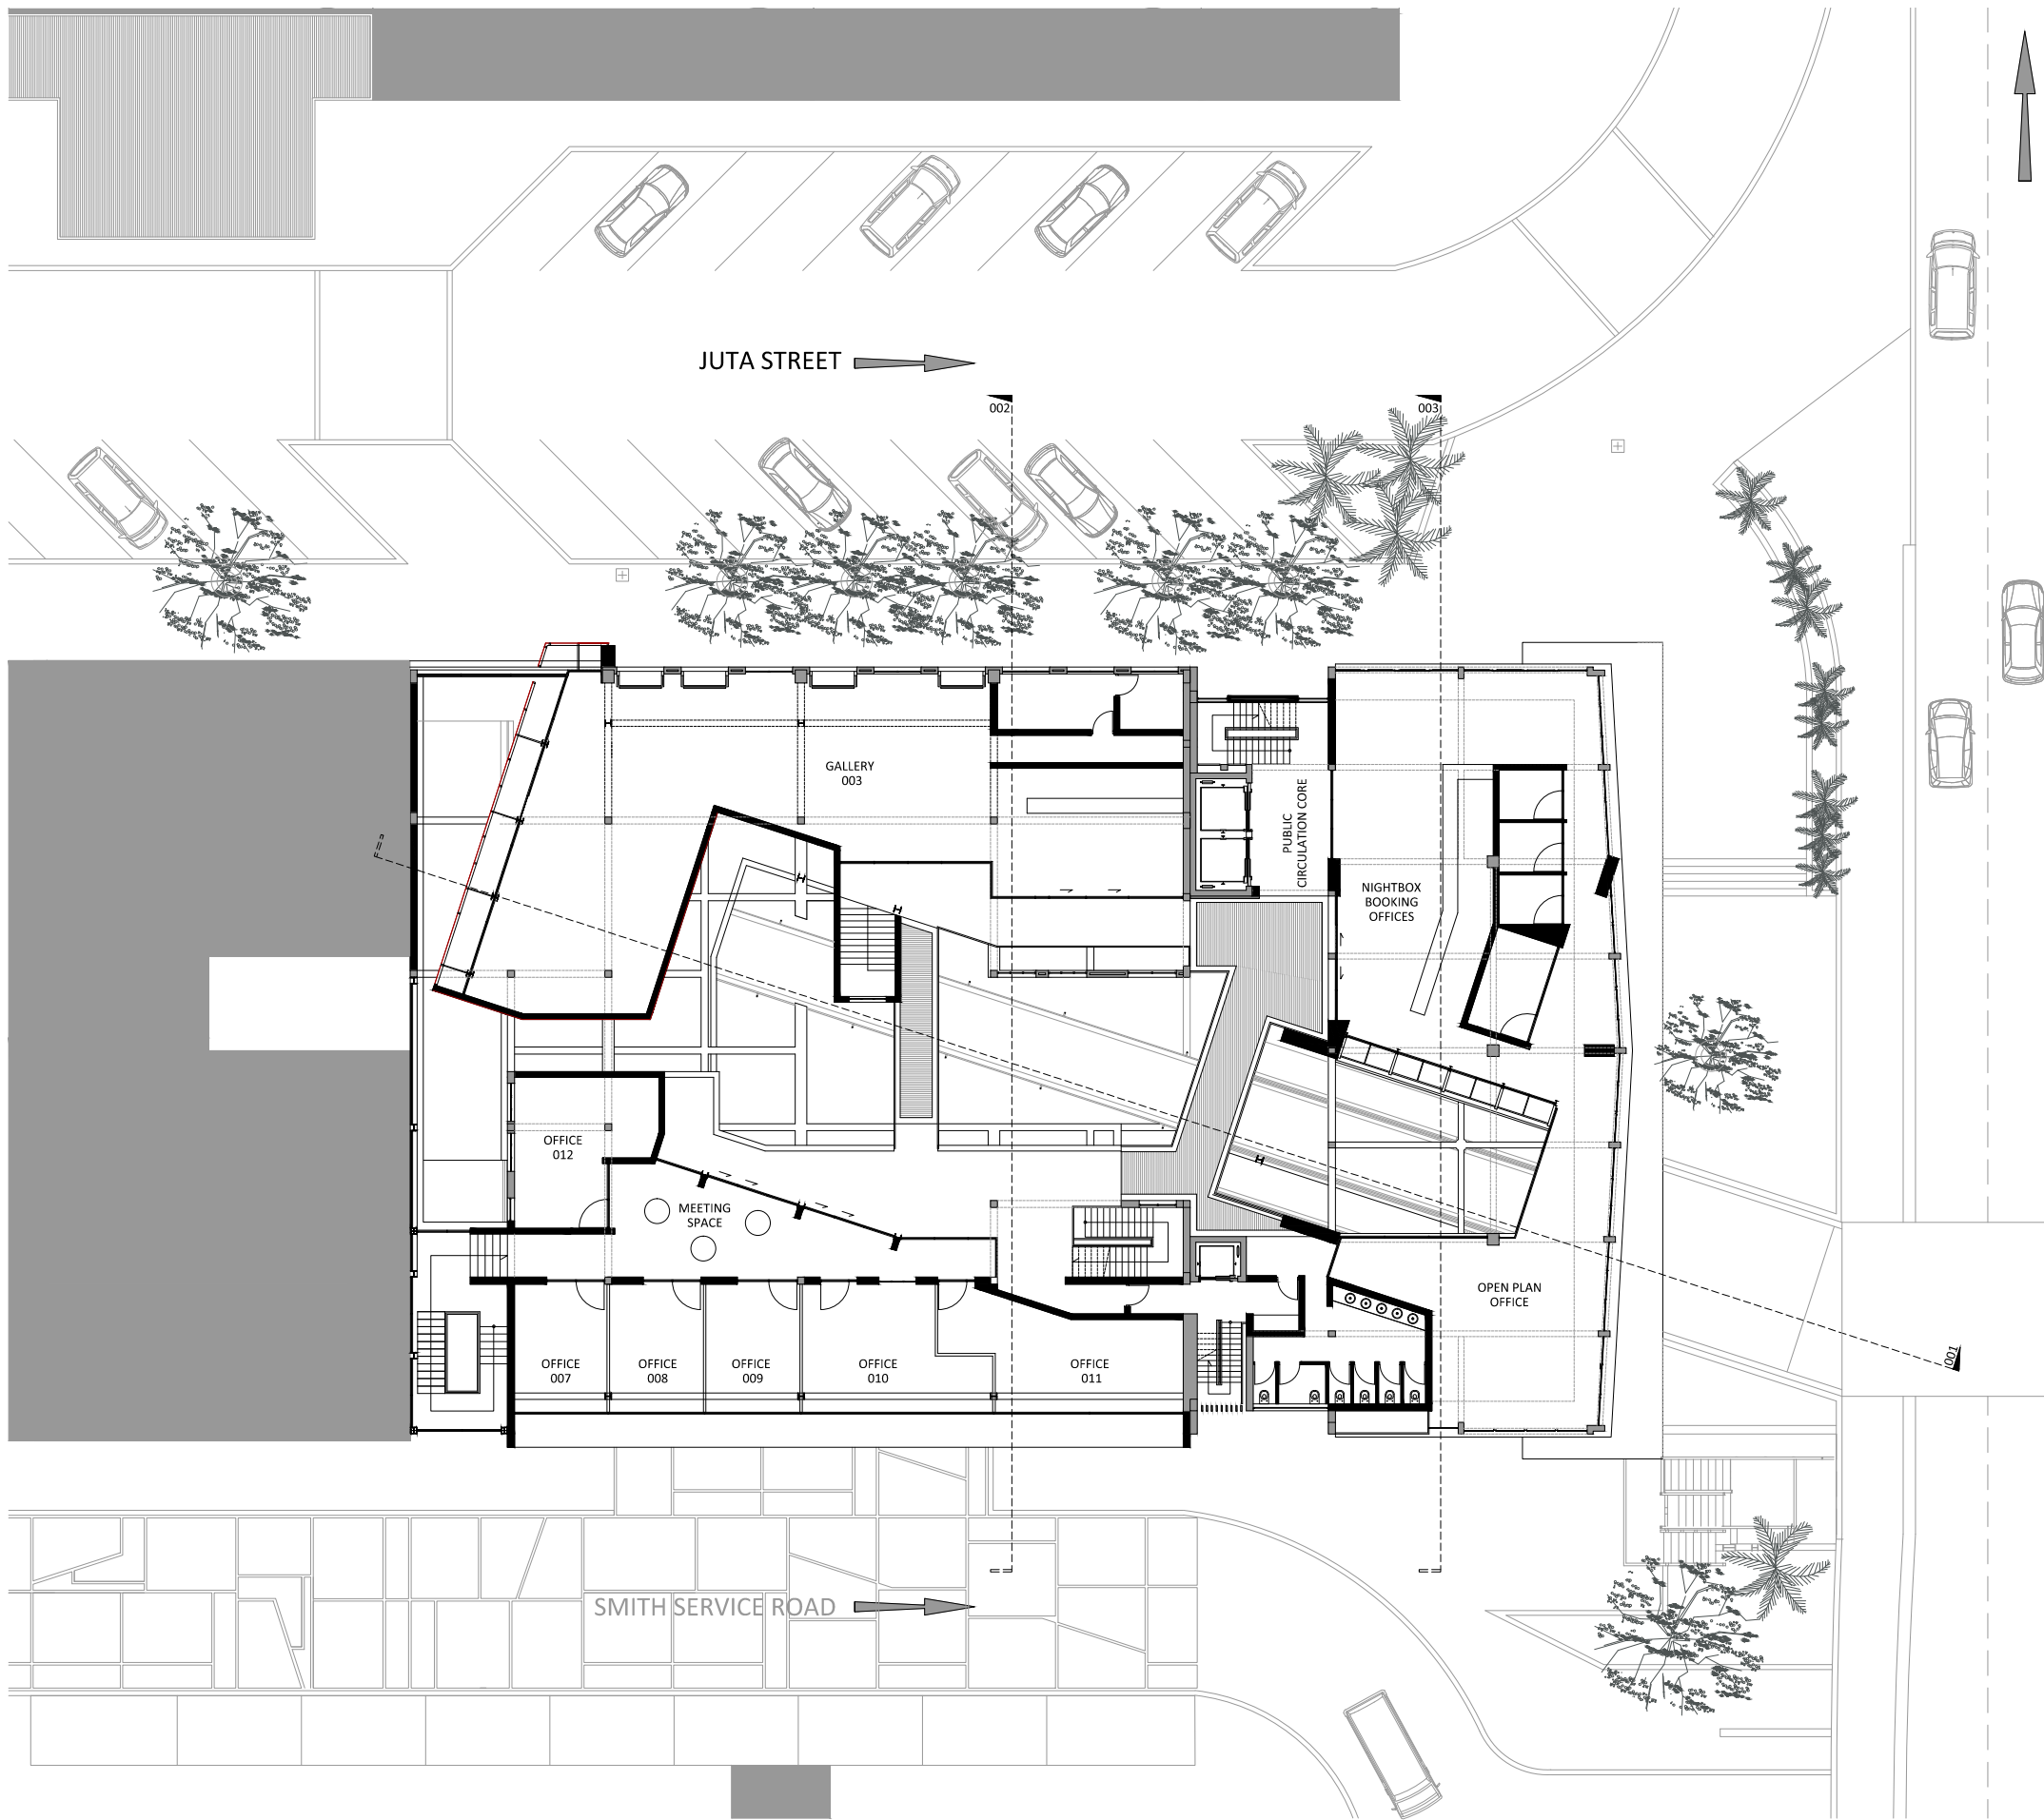 JUTA STREET
002
003
GALLERY
003
PUBLIC
CIRCULATION CORE
NIGHTBOX
BOOKING
OFFICES
OFFICE
012
MEETING
SPACE
OPEN PLAN
OFFICE
001
OFFICE
007
OFFICE
008
OFFICE
009
OFFICE
010
OFFICE
011
SMITH SERVICE ROAD